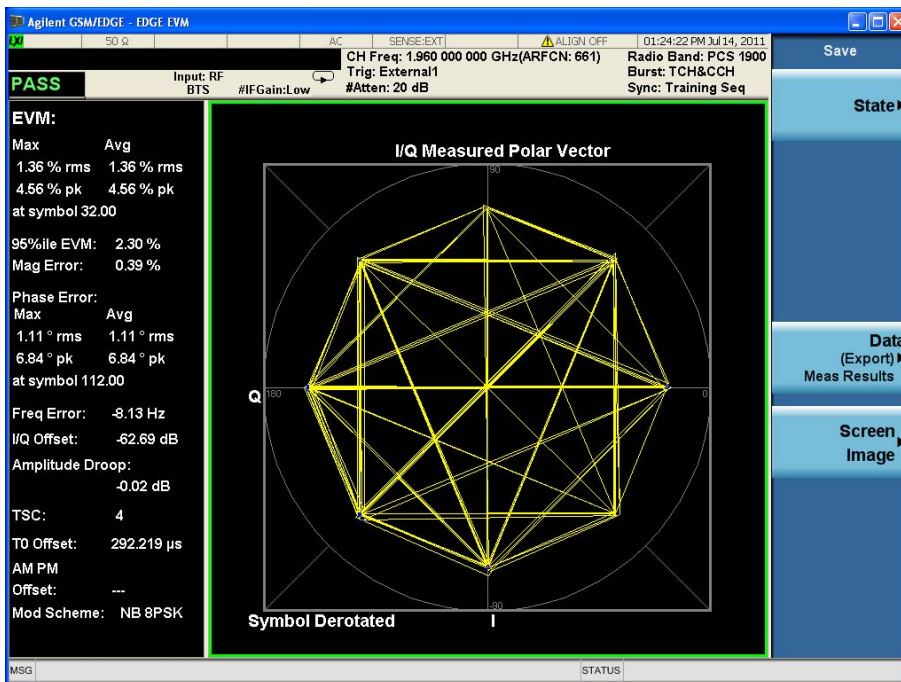 Agilent GSM/EDGE - EDGE EVM
LXI 50 Ω AC SENSE:EXT ALIGN OFF 01:24:22 PM Jul 14, 2011
CH Freq: 1.960 000 000 GHz(ARFCN: 661) Radio Band: PCS 1900
Trig: External1 Burst: TCH&CCH
#Atten: 20 dB Sync: Training Seq
PASS
Input: RF
BTS #IFGain:Low
Save
State
Data
(Export)
Meas Results
Screen
Image
EVM:
Max Avg
1.36 % rms 1.36 % rms
4.56 % pk 4.56 % pk
at symbol 32.00
95%ile EVM: 2.30 %
Mag Error: 0.39 %
Phase Error:
Max Avg
1.11 ° rms 1.11 ° rms
6.84 ° pk 6.84 ° pk
at symbol 112.00
Freq Error: -8.13 Hz
I/Q Offset: -62.69 dB
Amplitude Droop:
-0.02 dB
TSC: 4
T0 Offset: 292.219 µs
AM PM
Offset: ---
Mod Scheme: NB 8PSK
I/Q Measured Polar Vector
90
Q 180 0
-90
Symbol Derotated I
MSG STATUS